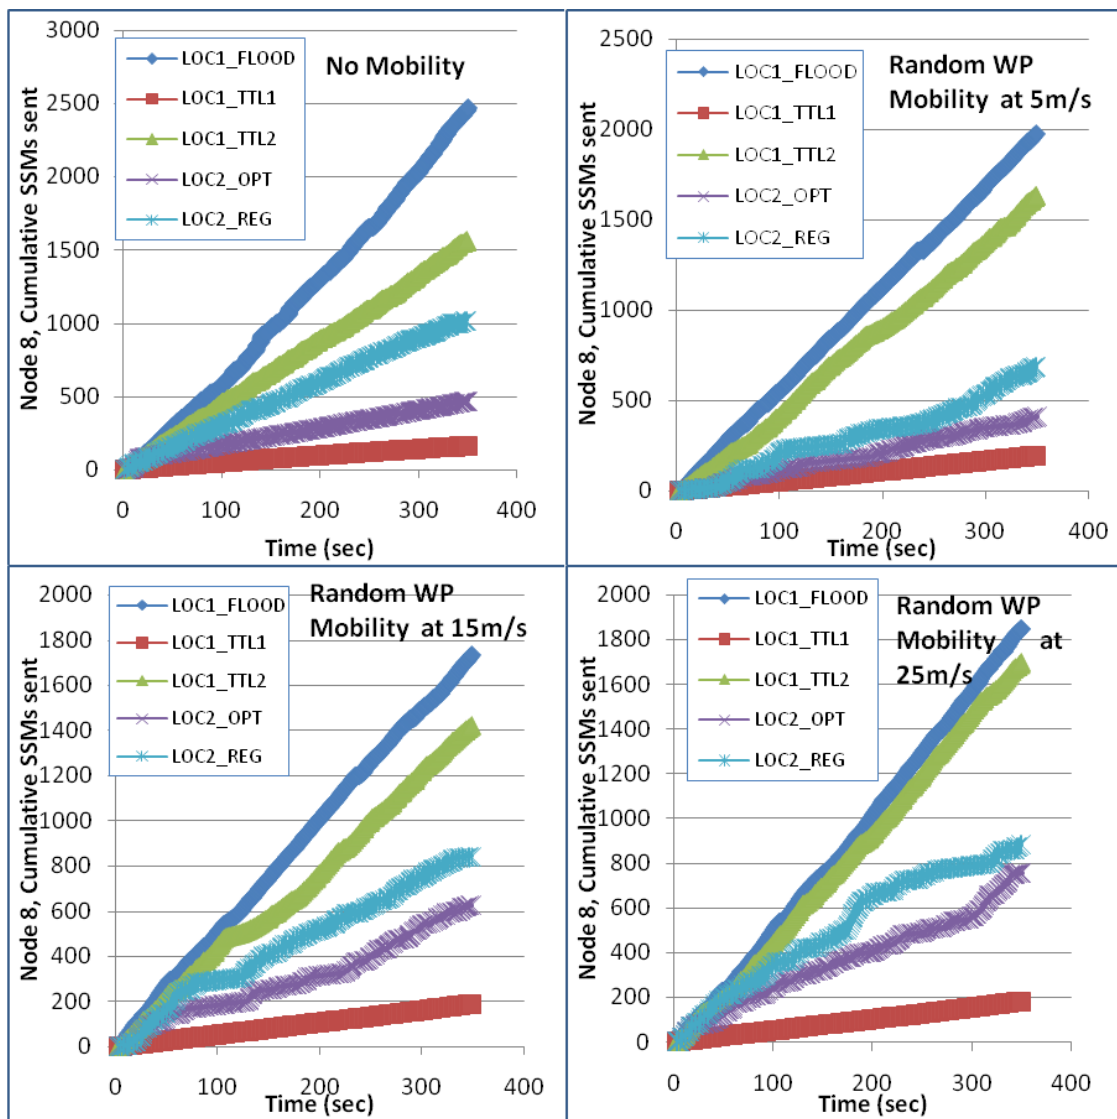 Node 8, Cumulative SSMs sent
3000
2500
2000
1500
1000
500
0
LOC1_FLOOD
LOC1_TTL1
LOC1_TTL2
LOC2_OPT
LOC2_REG
No Mobility
0 100 200 300 400
Time (sec)
Node 8, Cumulative SSMs sent
2500
2000
1500
1000
500
0
LOC1_FLOOD
LOC1_TTL1
LOC1_TTL2
LOC2_OPT
LOC2_REG
Random WP
Mobility at 5m/s
0 100 200 300 400
Time (sec)
Node 8, Cumulative SSMs sent
2000
1800
1600
1400
1200
1000
800
600
400
200
0
LOC1_FLOOD
LOC1_TTL1
LOC1_TTL2
LOC2_OPT
LOC2_REG
Random WP
Mobility at 15m/s
0 100 200 300 400
Time (sec)
Node 8, Cumulative SSMs sent
2000
1800
1600
1400
1200
1000
800
600
400
200
0
LOC1_FLOOD
LOC1_TTL1
LOC1_TTL2
LOC2_OPT
LOC2_REG
Random WP
Mobility at
25m/s
0 100 200 300 400
Time (sec)